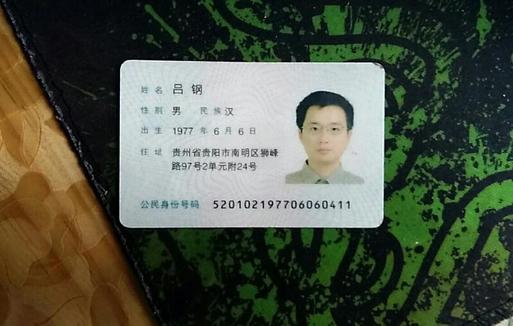 姓名 吕钢
性别 男 民族 汉
出生 1977 年 6 月 6 日
住址 贵州省贵阳市南明区狮峰
路97号2单元附24号
公民身份号码 520102197706060411